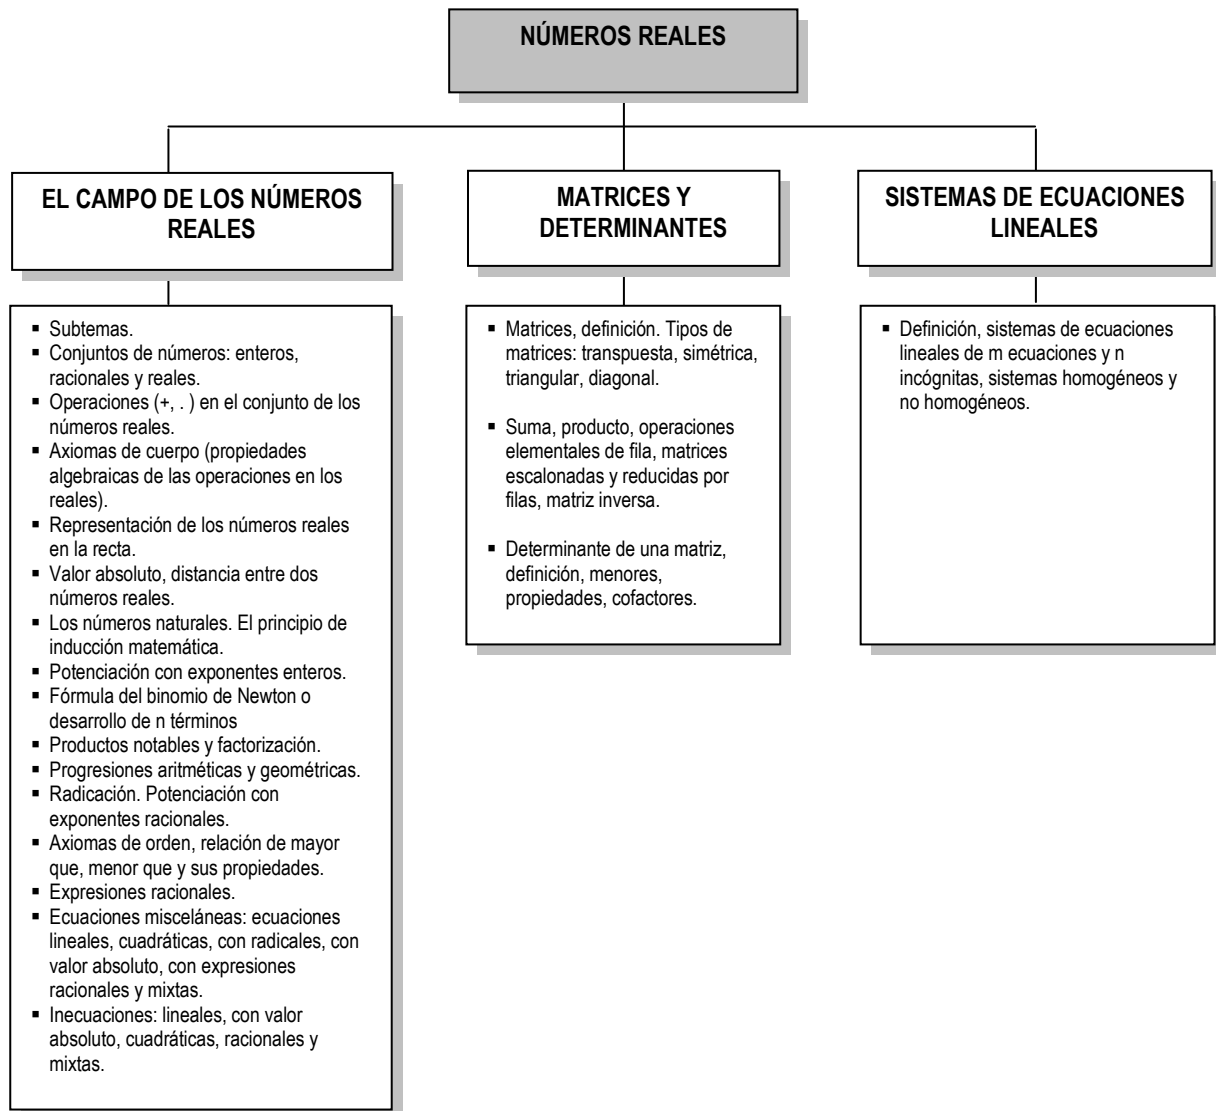 NÚMEROS REALES
EL CAMPO DE LOS NÚMEROS
REALES
▪ Subtemas.
▪ Conjuntos de números: enteros,
racionales y reales.
▪ Operaciones (+, . ) en el conjunto de los
números reales.
▪ Axiomas de cuerpo (propiedades
algebraicas de las operaciones en los
reales).
▪ Representación de los números reales
en la recta.
▪ Valor absoluto, distancia entre dos
números reales.
▪ Los números naturales. El principio de
inducción matemática.
▪ Potenciación con exponentes enteros.
▪ Fórmula del binomio de Newton o
desarrollo de n términos
▪ Productos notables y factorización.
▪ Progresiones aritméticas y geométricas.
▪ Radicación. Potenciación con
exponentes racionales.
▪ Axiomas de orden, relación de mayor
que, menor que y sus propiedades.
▪ Expresiones racionales.
▪ Ecuaciones misceláneas: ecuaciones
lineales, cuadráticas, con radicales, con
valor absoluto, con expresiones
racionales y mixtas.
▪ Inecuaciones: lineales, con valor
absoluto, cuadráticas, racionales y
mixtas.
MATRICES Y
DETERMINANTES
▪ Matrices, definición. Tipos de
matrices: transpuesta, simétrica,
triangular, diagonal.
▪ Suma, producto, operaciones
elementales de fila, matrices
escalonadas y reducidas por
filas, matriz inversa.
▪ Determinante de una matriz,
definición, menores,
propiedades, cofactores.
SISTEMAS DE ECUACIONES
LINEALES
▪ Definición, sistemas de ecuaciones
lineales de m ecuaciones y n
incógnitas, sistemas homogéneos y
no homogéneos.